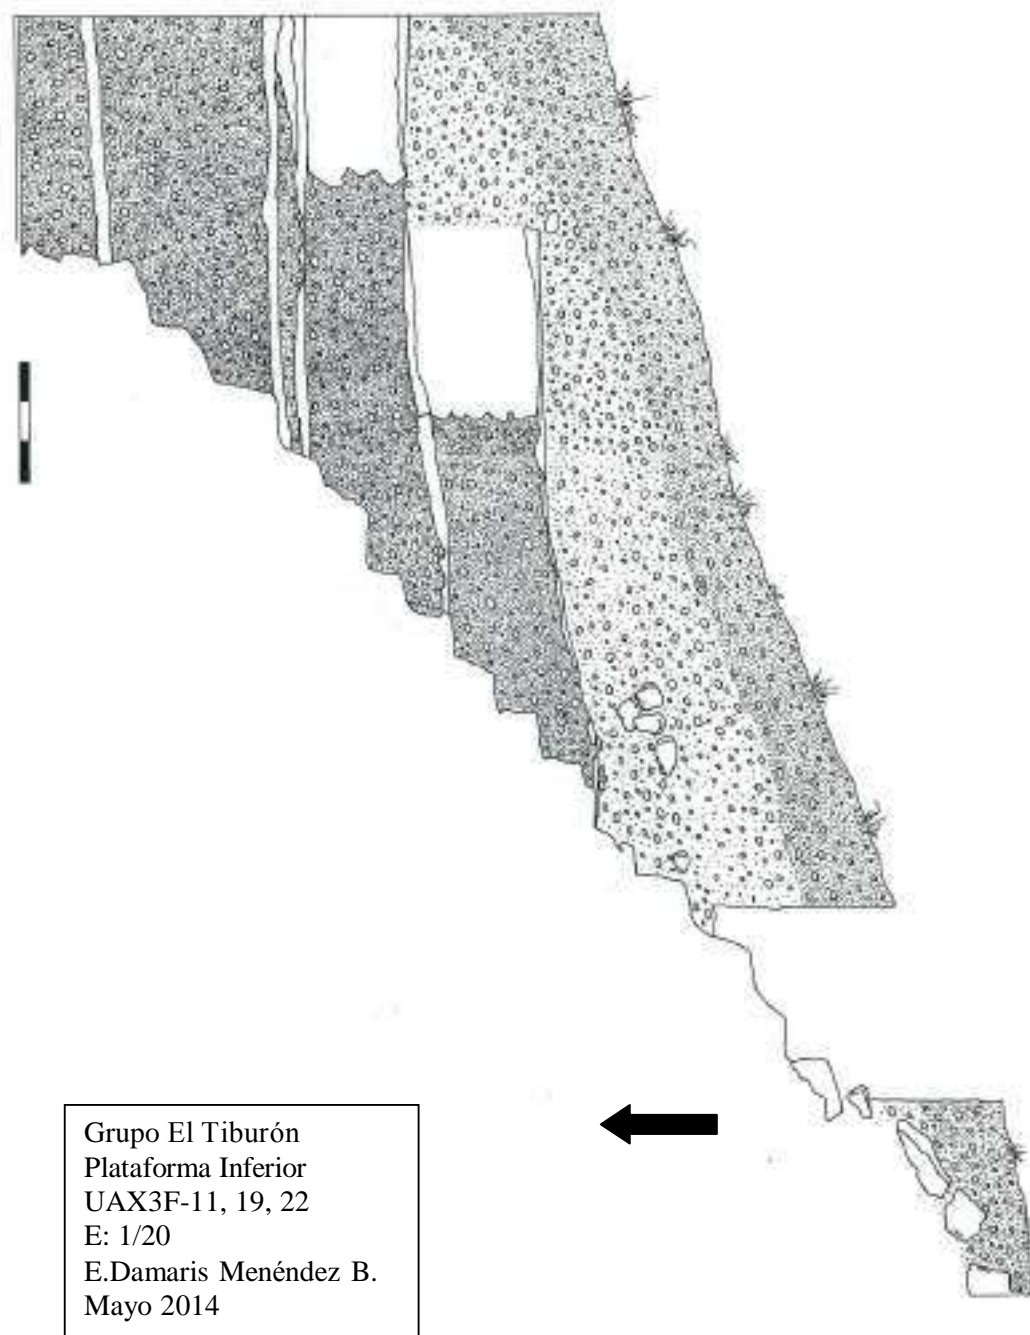 Grupo El Tiburón
Plataforma Inferior
UAX3F-11, 19, 22
E: 1/20
E.Damaris Menéndez B.
Mayo 2014